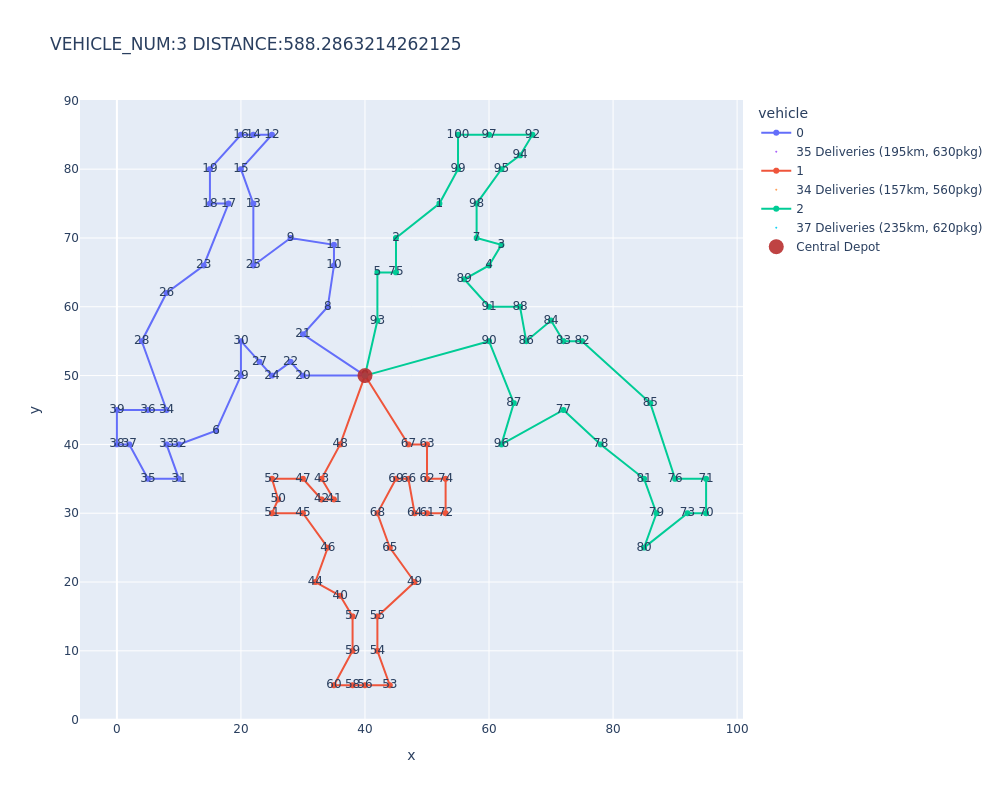 VEHICLE_NUM:3 DISTANCE:588.2863214262125
vehicle
0
35 Deliveries (195km, 630pkg)
1
34 Deliveries (157km, 560pkg)
2
37 Deliveries (235km, 620pkg)
Central Depot
90
80
70
60
50
40
30
20
10
0
y
16 14 12 100 97 92
94
19 15 99 95
18 17 13 1 98
9 2 7
11 3
23 25 10 4
5 75
89
26 8 91 88
93 84
21
28 30 90 86 83 82
27 22
29 24 20
39 36 34 87 77 85
6
38 37 33 32 48 67 63 96 78
35 31 52 47 43 69 66 62 74 81 76 71
50 42 41
51 45 68 64 61 72 79 73 70
46 65 80
44 49
40
57 55
59 54
60 58 56 53
0 20 40 60 80 100
x